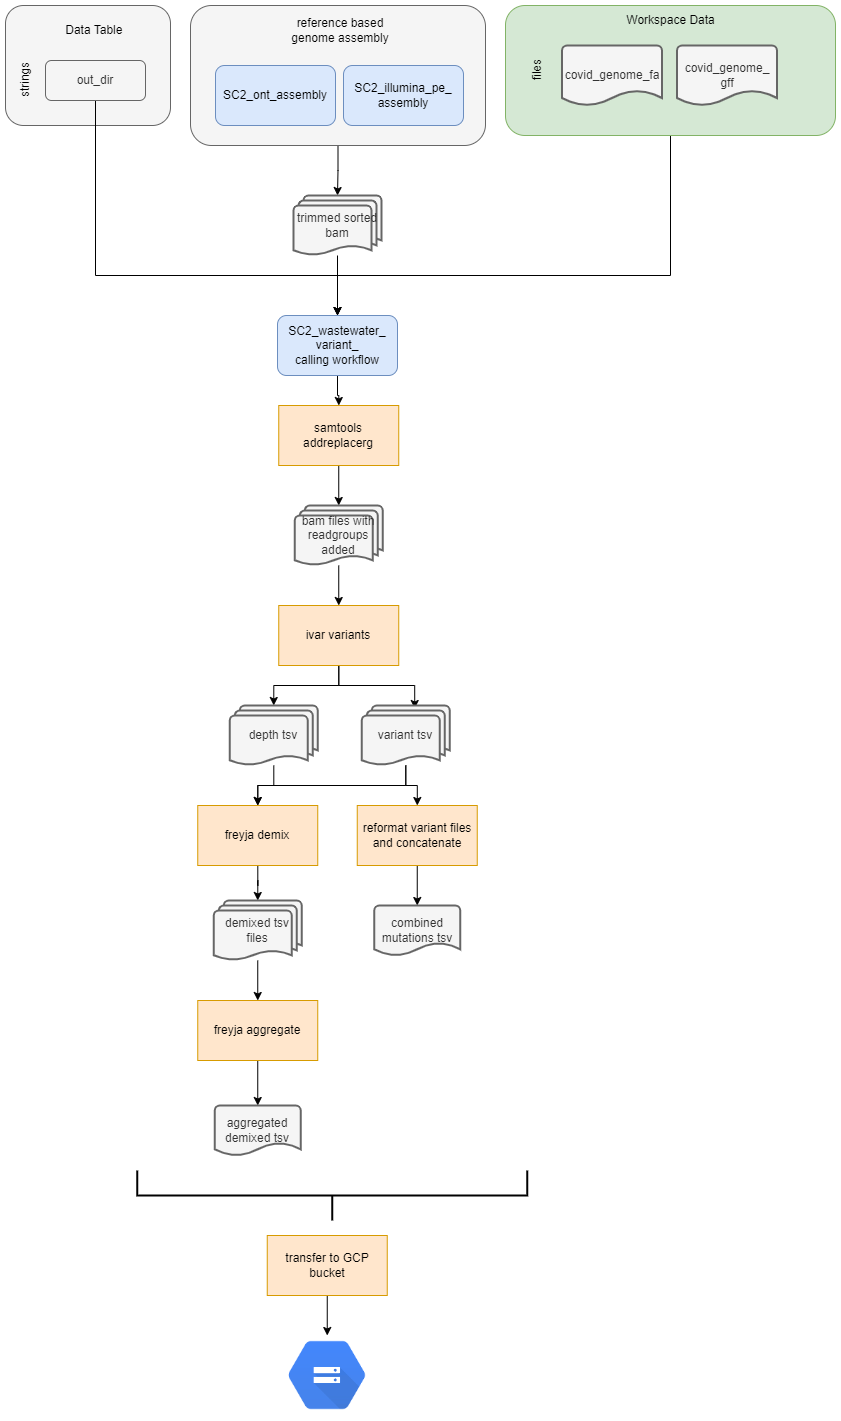 Data Table
strings
out_dir
reference based
genome assembly
SC2_ont_assembly
SC2_illumina_pe_
assembly
Workspace Data
files
covid_genome_fa
covid_genome_
gff
trimmed sorted
bam
SC2_wastewater_
variant_
calling workflow
samtools
addreplacerg
bam files with
readgroups
added
ivar variants
depth tsv
variant tsv
freyja demix
reformat variant files
and concatenate
demixed tsv
files
combined
mutations tsv
freyja aggregate
aggregated
demixed tsv
transfer to GCP
bucket